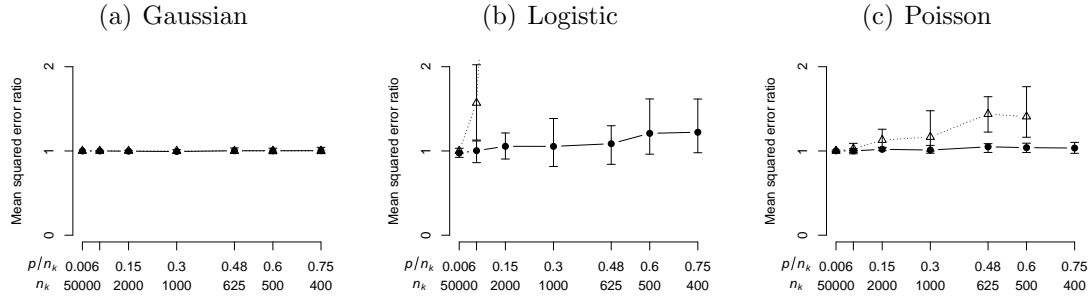 (a) Gaussian
(b) Logistic
(c) Poisson
Mean squared error ratio
2
1
0
p/n_k 0.006 0.15 0.3 0.48 0.6 0.75
n_k 50000 2000 1000 625 500 400
Mean squared error ratio
2
1
0
p/n_k 0.006 0.15 0.3 0.48 0.6 0.75
n_k 50000 2000 1000 625 500 400
Mean squared error ratio
2
1
0
p/n_k 0.006 0.15 0.3 0.48 0.6 0.75
n_k 50000 2000 1000 625 500 400